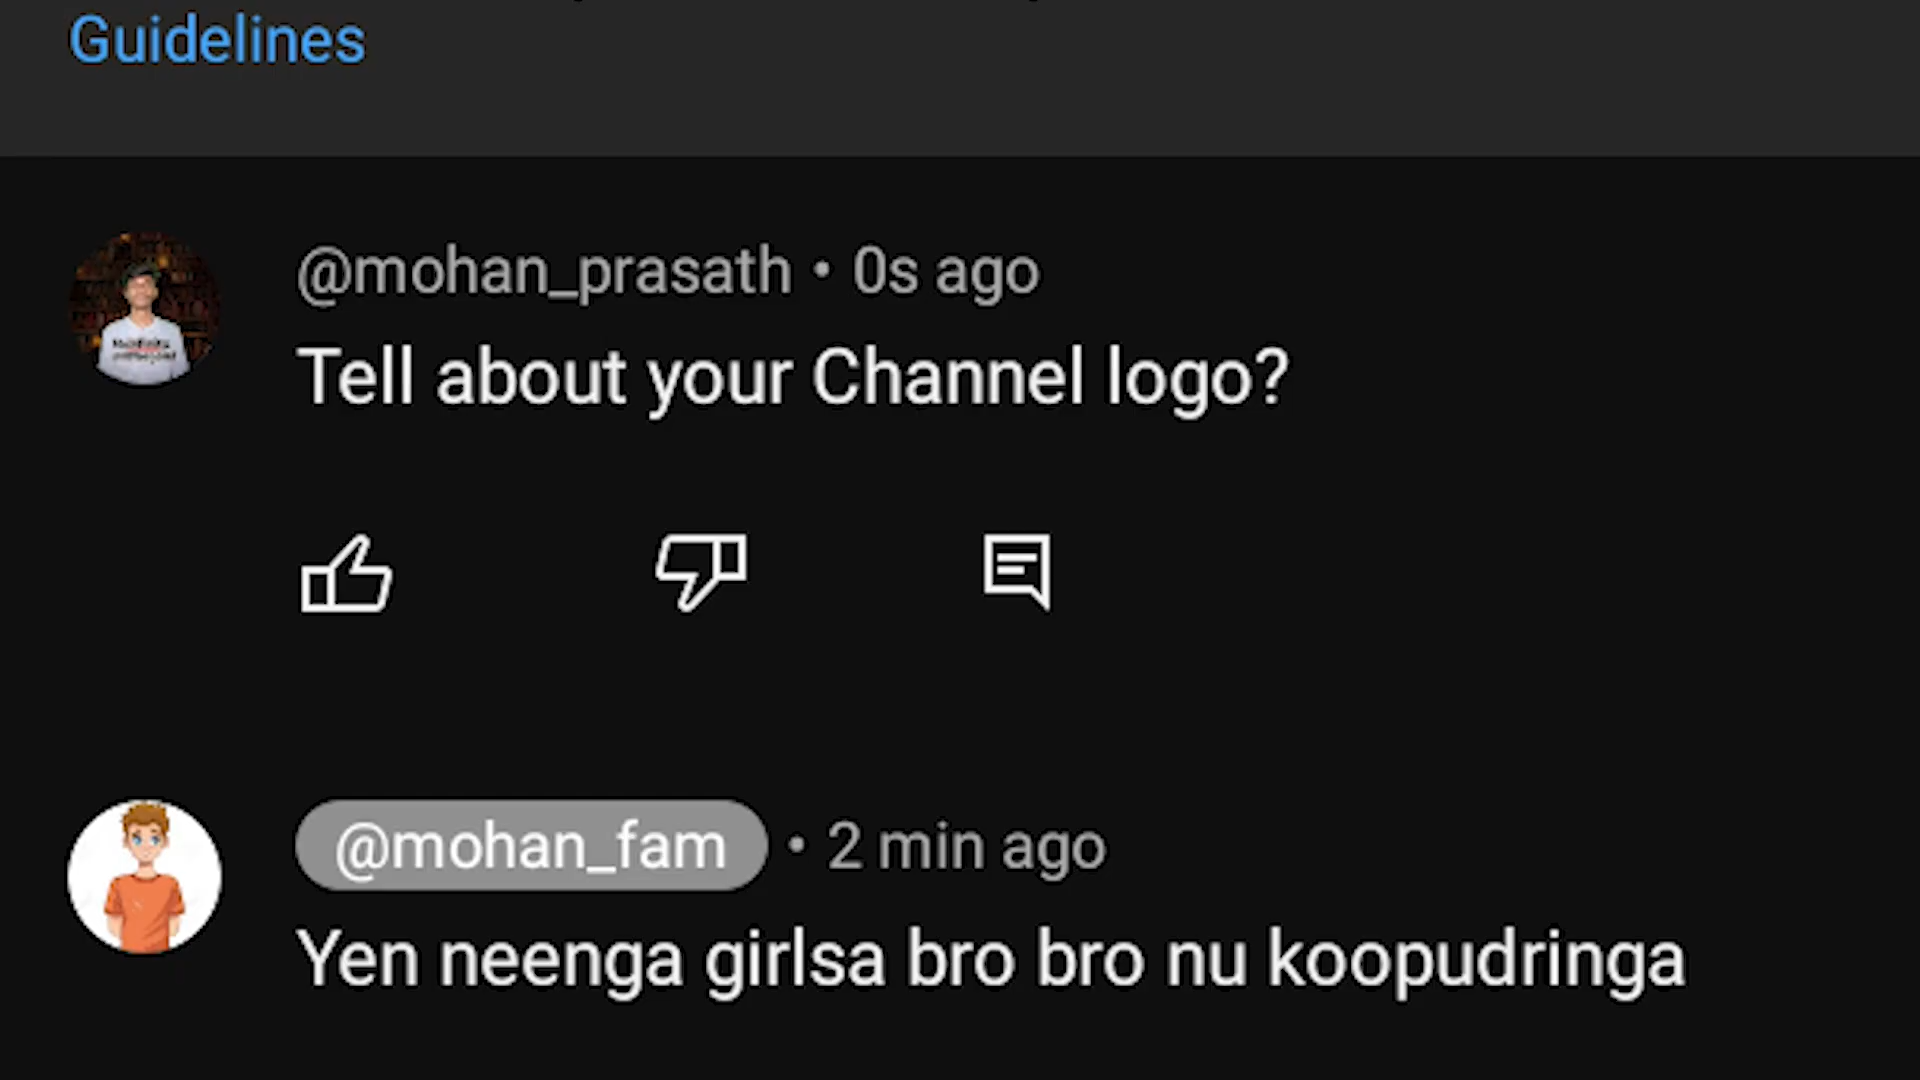 Guidelines
@mohan_prasath • 0s ago
Tell about your Channel logo?
@mohan_fam • 2 min ago
Yen neenga girlsa bro bro nu koopudringa